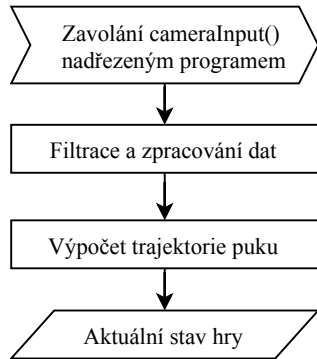 Zavolání cameraInput()
nadřezeným programem
Filtrace a zpracování dat
Výpočet trajektorie puku
Aktuální stav hry